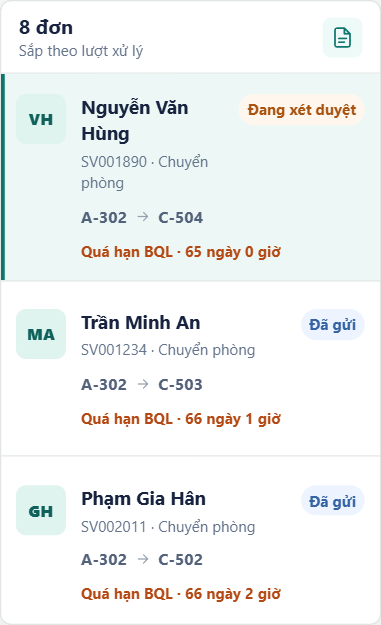 8 đơn
Sắp theo lượt xử lý
VH
Nguyễn Văn
Hùng
Đang xét duyệt
SV001890 · Chuyển
phòng
A-302 → C-504
Quá hạn BQL · 65 ngày 0 giờ
MA
Trần Minh An
Đã gửi
SV001234 · Chuyển phòng
A-302 → C-503
Quá hạn BQL · 66 ngày 1 giờ
GH
Phạm Gia Hân
Đã gửi
SV002011 · Chuyển phòng
A-302 → C-502
Quá hạn BQL · 66 ngày 2 giờ